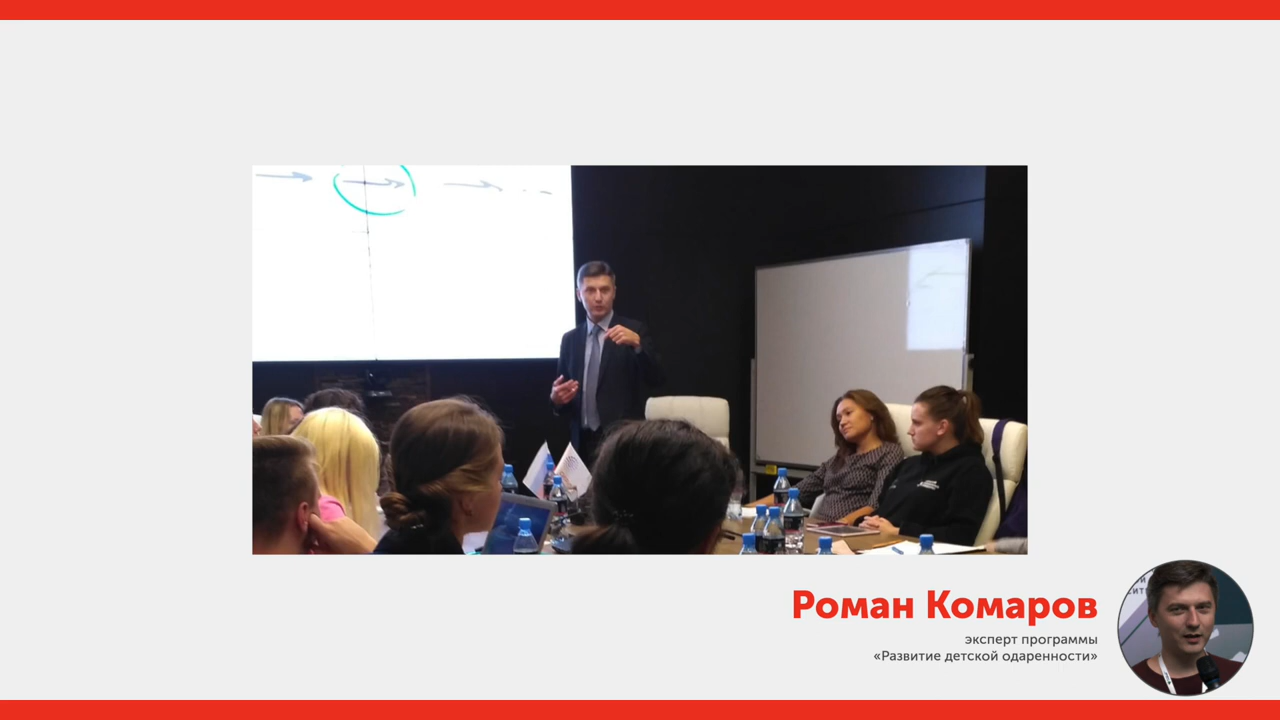 Роман Комаров
эксперт программы
«Развитие детской одаренности»